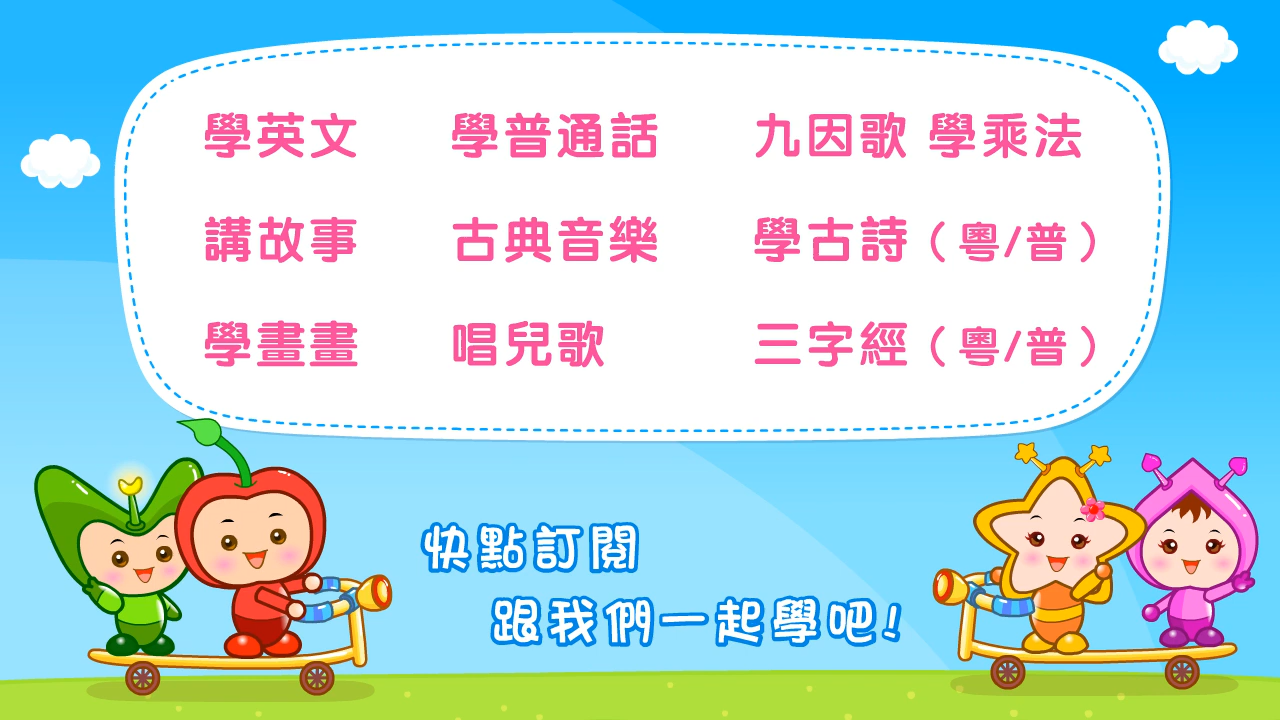 學英文 學普通話 九因歌 學乘法
講故事 古典音樂 學古詩（粵/普）
學畫畫 唱兒歌 三字經（粵/普）
快點訂閱
跟我們一起學吧!